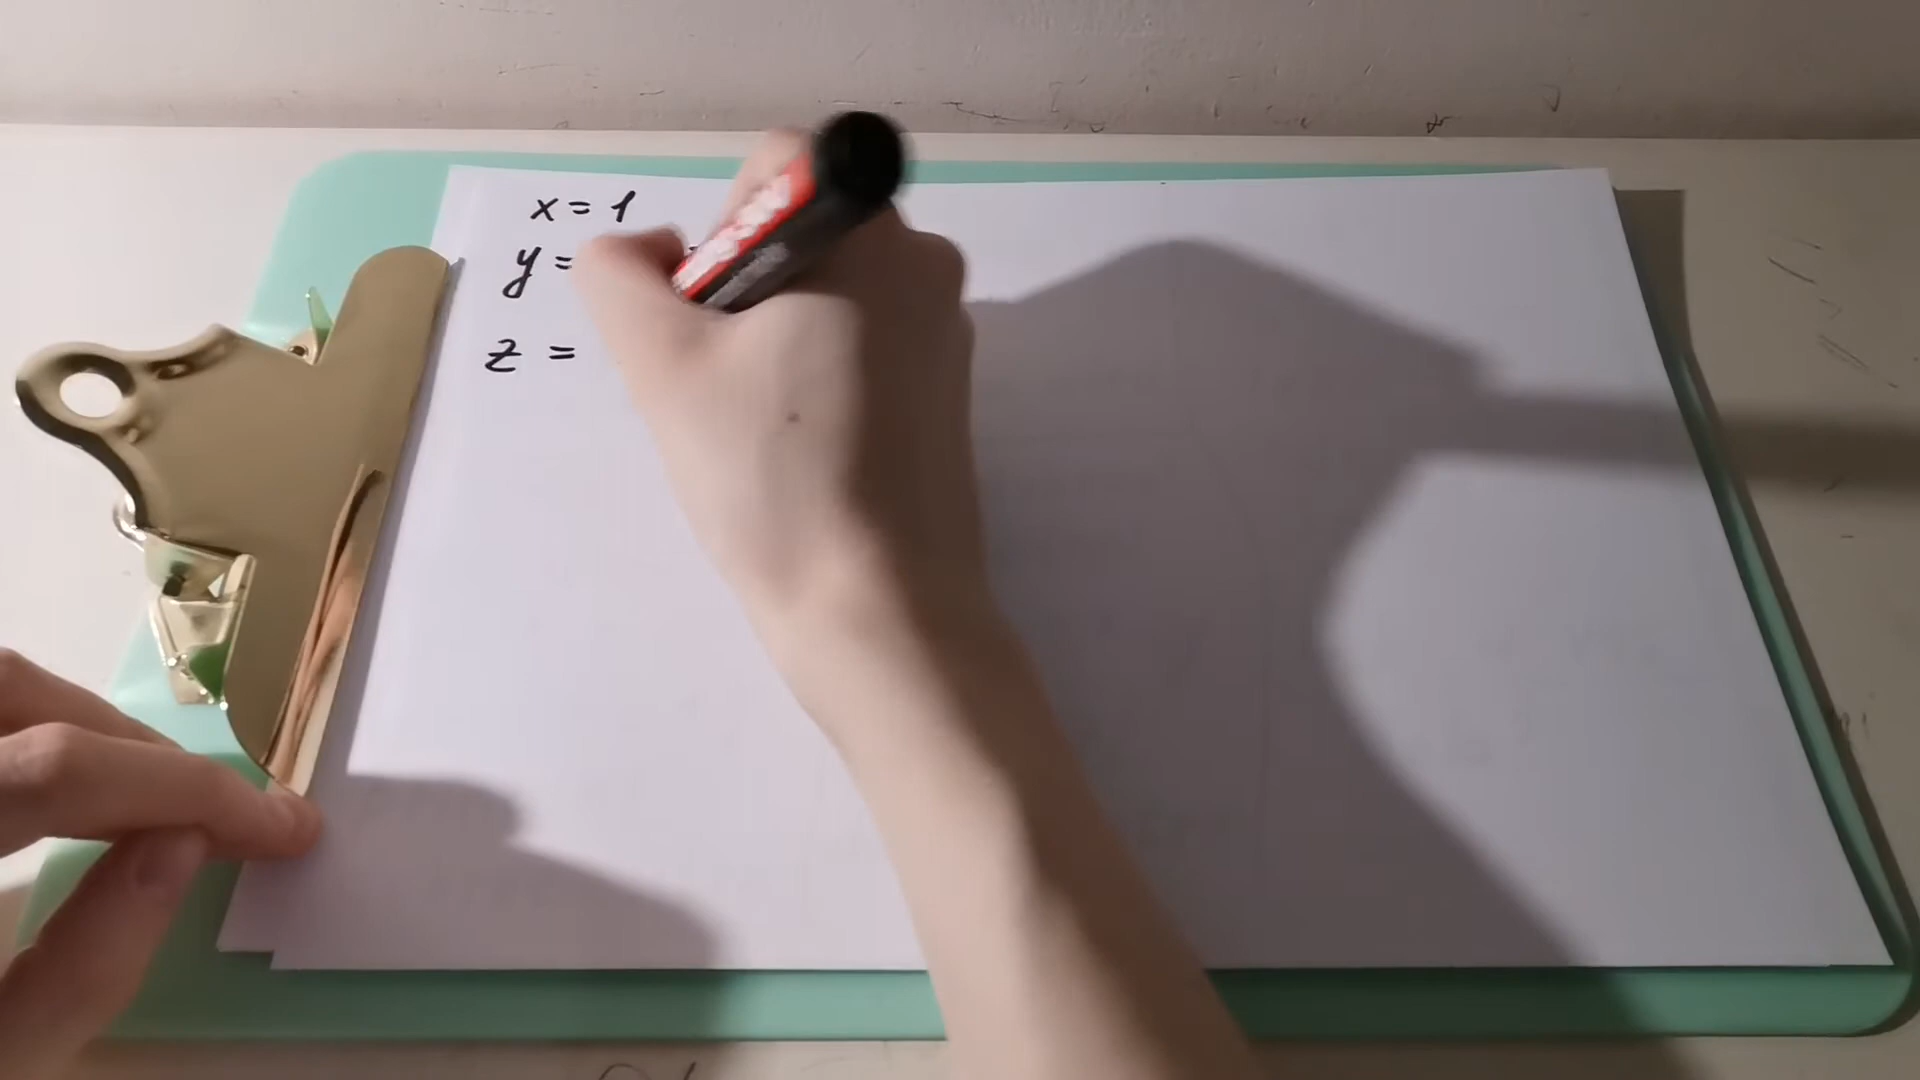 x = 1
y =
z =